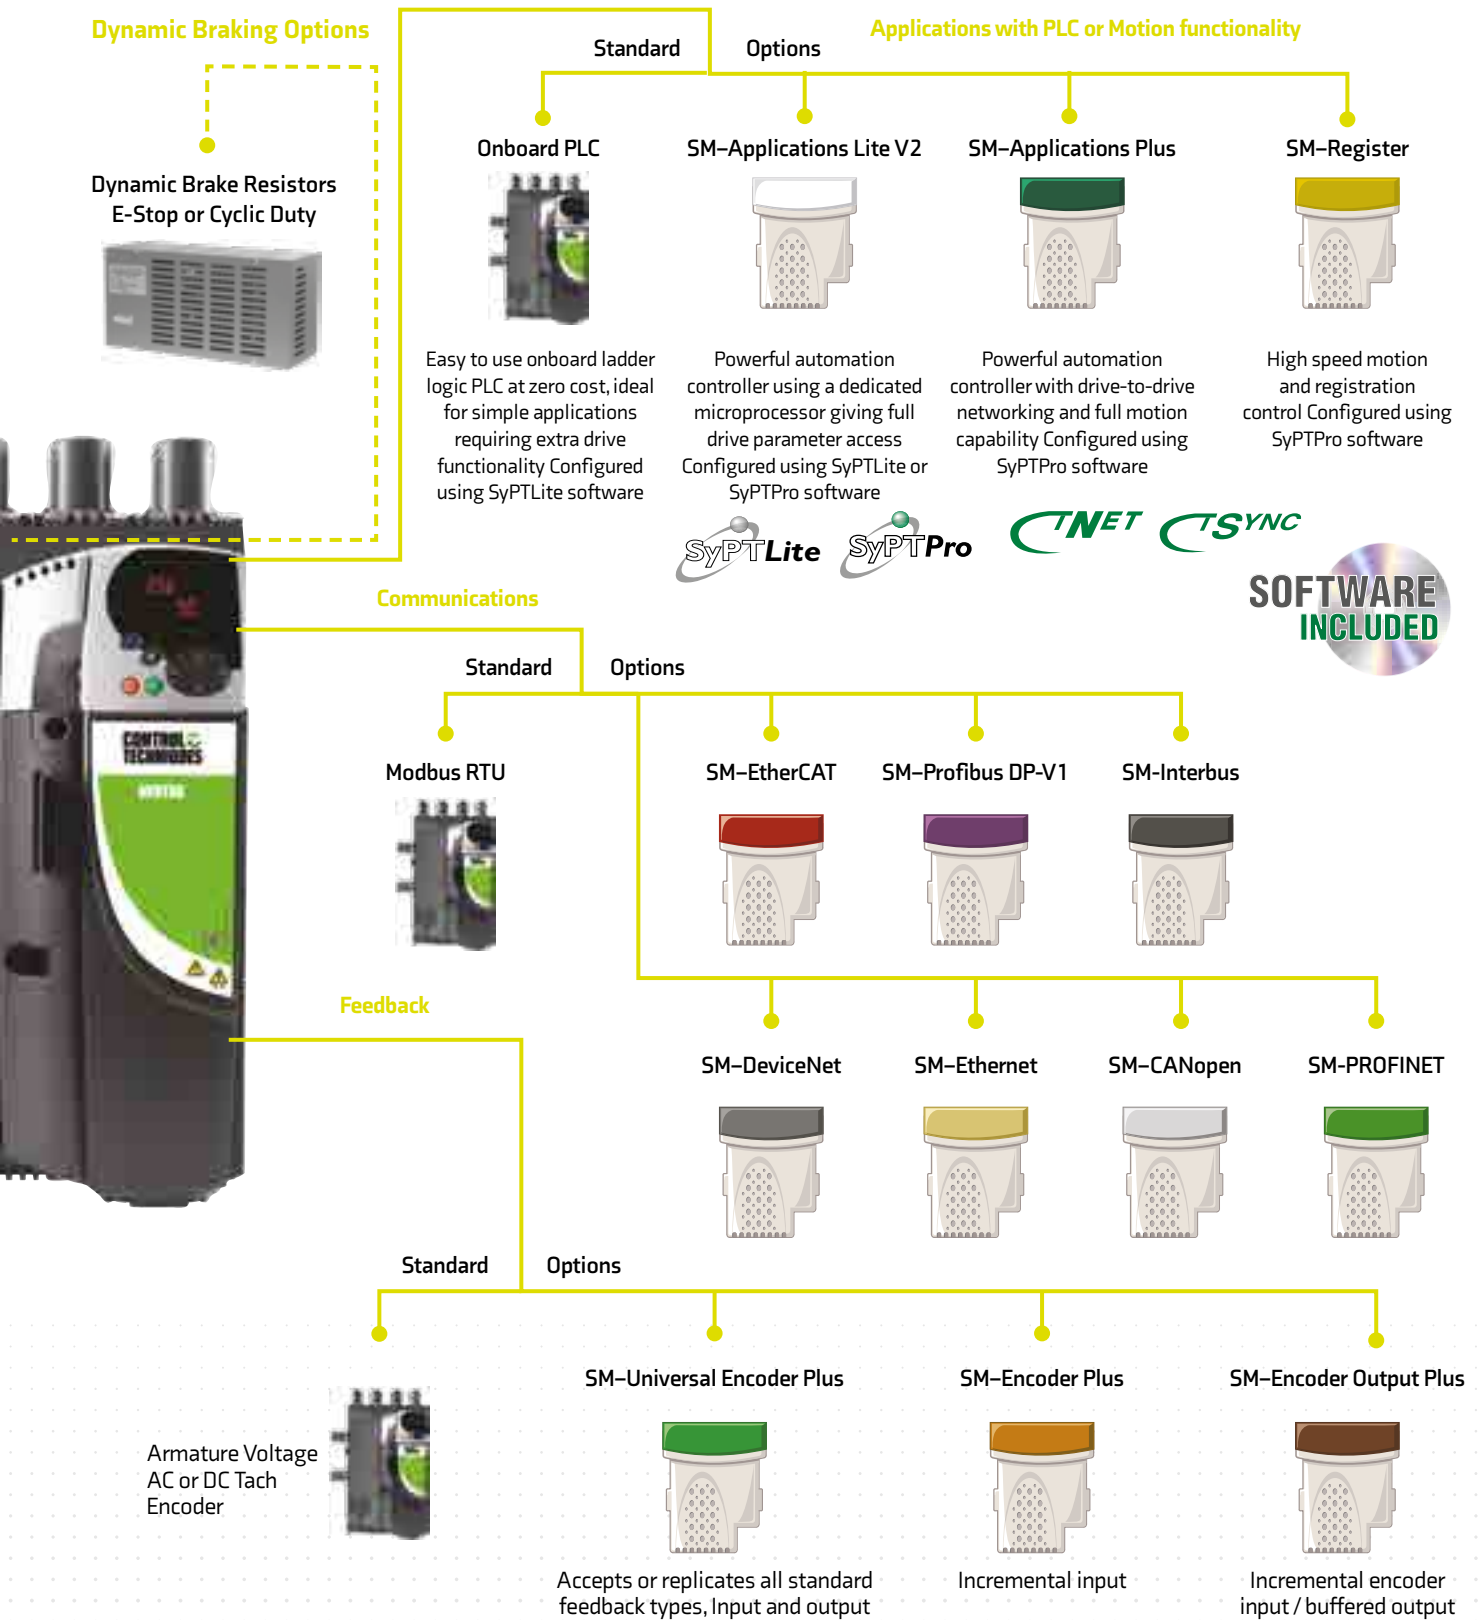 Dynamic Braking Options
Applications with PLC or Motion functionality
Standard
Options
Dynamic Brake Resistors
E-Stop or Cyclic Duty
Onboard PLC
Easy to use onboard ladder
logic PLC at zero cost, ideal
for simple applications
requiring extra drive
functionality Configured
using SyPTLite software
SM–Applications Lite V2
Powerful automation
controller using a dedicated
microprocessor giving full
drive parameter access
Configured using SyPTLite or
SyPTPro software
SM–Applications Plus
Powerful automation
controller with drive-to-drive
networking and full motion
capability Configured using
SyPTPro software
SM–Register
High speed motion
and registration
control Configured using
SyPTPro software
SyPTLite
SyPTPro
CTNET
CTSYNC
SOFTWARE
INCLUDED
CONTROL
TECHNIQUES
Communications
Standard
Options
Modbus RTU
SM–EtherCAT
SM–Profibus DP-V1
SM-Interbus
SM–DeviceNet
SM–Ethernet
SM–CANopen
SM-PROFINET
Feedback
Standard
Options
Armature Voltage
AC or DC Tach
Encoder
SM–Universal Encoder Plus
Accepts or replicates all standard
feedback types, Input and output
SM–Encoder Plus
Incremental input
SM–Encoder Output Plus
Incremental encoder
input / buffered output